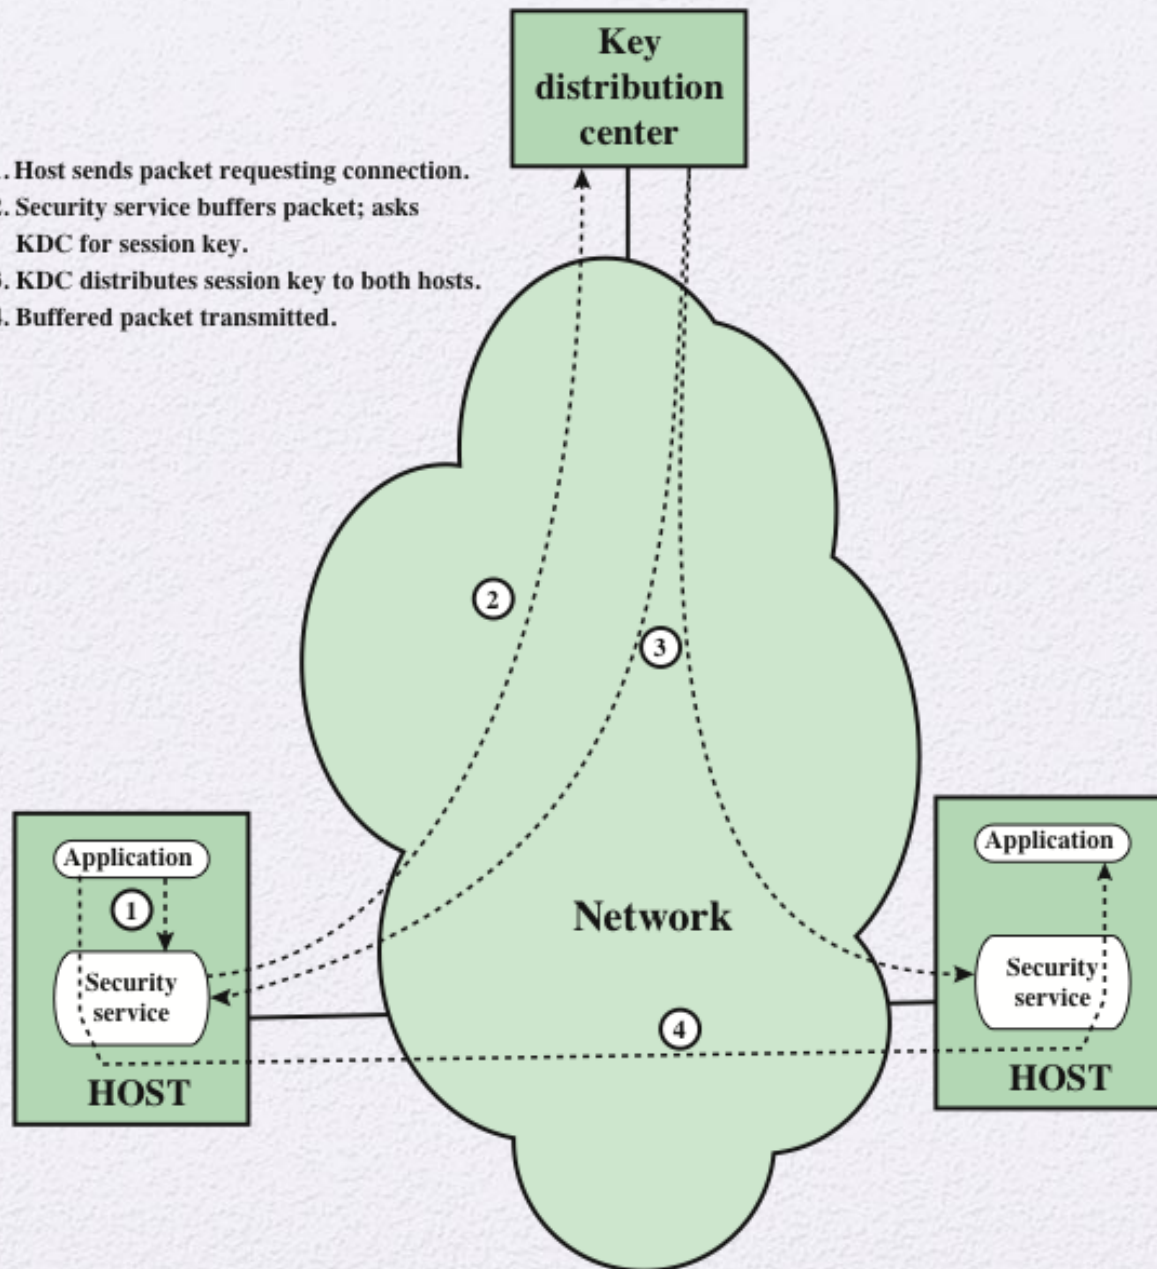 Key
distribution
center
. Host sends packet requesting connection.
. Security service buffers packet; asks
KDC for session key.
. KDC distributes session key to both hosts.
. Buffered packet transmitted.
2
3
Application
1
Security
service
HOST
Network
4
Application
Security
service
HOST